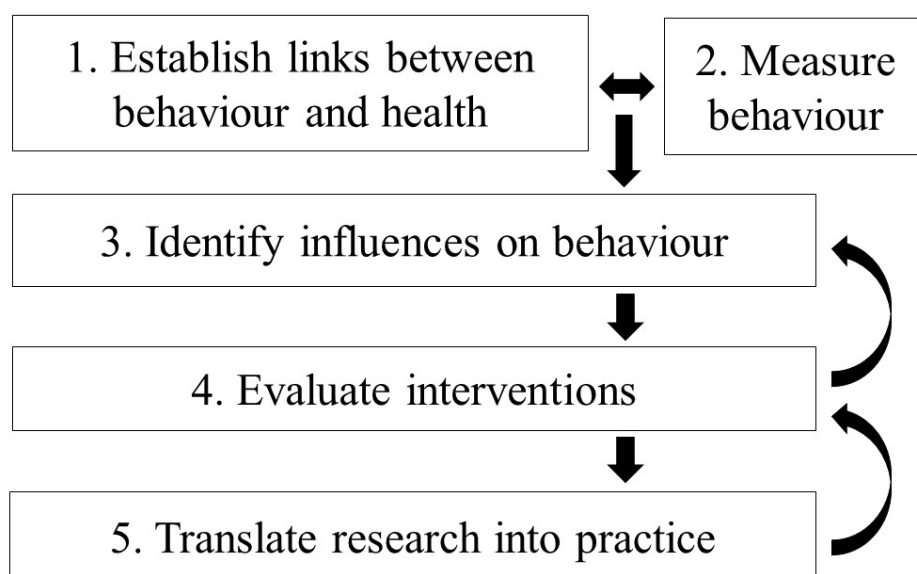 1. Establish links between
behaviour and health
2. Measure
behaviour
3. Identify influences on behaviour
4. Evaluate interventions
5. Translate research into practice